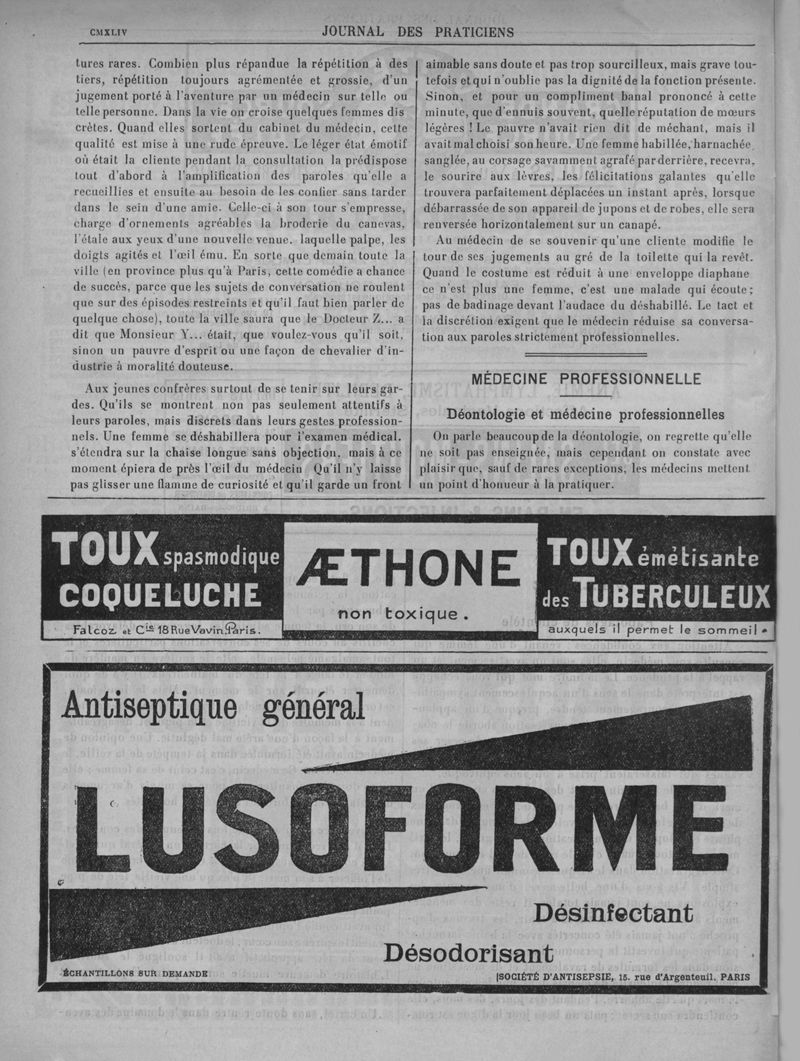 CMXLIV
JOURNAL DES PRATICIENS
tures rares. Combien plus répandue la répétition à des
tiers, répétition toujours agrémentée et grossie, d'un
jugement porté à l'aventure par un médecin sur telle ou
telle personne. Dans la vie on croise quelques femmes dis
crètes. Quand elles sortent du cabinet du médecin, cette
qualité est mise à une rude épreuve. Le léger état émotif
où était la cliente pendant la consultation la prédispose
tout d'abord à l'amplification des paroles qu'elle a
recueillies et ensuite au besoin de les confier sans tarder
dans le sein d'une amie. Celle-ci à son tour s'empresse,
charge d'ornements agréables la broderie du canevas,
l'étale aux yeux d'une nouvelle venue, laquelle palpe, les
doigts agités et l'œil ému. En sorte que demain toute la
ville (en province plus qu'à Paris, cette comédie a chance
de succès, parce que les sujets de conversation ne roulent
que sur des épisodes restreints et qu'il faut bien parler de
quelque chose), toute la ville saura que le Docteur Z... a
dit que Monsieur Y... était, que voulez-vous qu'il soit,
sinon un pauvre d'esprit ou une façon de chevalier d'in-
dustrie à moralité douteuse.
Aux jeunes confrères surtout de se tenir sur leurs gar-
des. Qu'ils se montrent non pas seulement attentifs à
leurs paroles, mais discrets dans leurs gestes profession-
nels. Une femme se déshabillera pour l'examen médical.
s'étendra sur la chaise longue sans objection, mais à ce
moment épiera de près l'œil du médecin Qu'il n'y laisse
pas glisser une flamme de curiosité et qu'il garde un front
aimable sans doute et pas trop sourcilleux, mais grave tou-
tefois et qui n'oublie pas la dignité de la fonction présente.
Sinon, et pour un compliment banal prononcé à cette
minute, que d'ennuis souvent, quelle réputation de mœurs
légères ! Le pauvre n'avait rien dit de méchant, mais il
avait mal choisi son heure. Une femme habillée, harnachée,
sanglée, au corsage savamment agrafé par derrière, recevra,
le sourire aux lèvres, les félicitations galantes qu'elle
trouvera parfaitement déplacées un instant après, lorsque
débarrassée de son appareil de jupons et de robes, elle sera
renversée horizontalement sur un canapé.
Au médecin de se souvenir qu'une cliente modifie le
tour de ses jugements au gré de la toilette qui la revêt.
Quand le costume est réduit à une enveloppe diaphane
ce n'est plus une femme, c'est une malade qui écoute;
pas de badinage devant l'audace du déshabillé. Le tact et
la discrétion exigent que le médecin réduise sa conversa-
tion aux paroles strictement professionnelles.
MÉDECINE PROFESSIONNELLE
Déontologie et médecine professionnelles
On parle beaucoup de la déontologie, on regrette qu'elle
ne soit pas enseignée, mais cependant on constate avec
plaisir que, sauf de rares exceptions, les médecins mettent
un point d'honneur à la pratiquer.
TOUX spasmodique
COQUELUCHE
Falcoz et Cie 18 Rue Vavin, Paris.
ÆTHONE
non toxique.
TOUX émétisante
des TUBERCULEUX
auxquels il permet le sommeil.
Antiseptique général
LUSOFORME
Désinfectant
Désodorisant
ÉCHANTILLONS SUR DEMANDE
SOCIÉTÉ D'ANTISEPSIE, 15. rue d'Argenteuil, PARIS